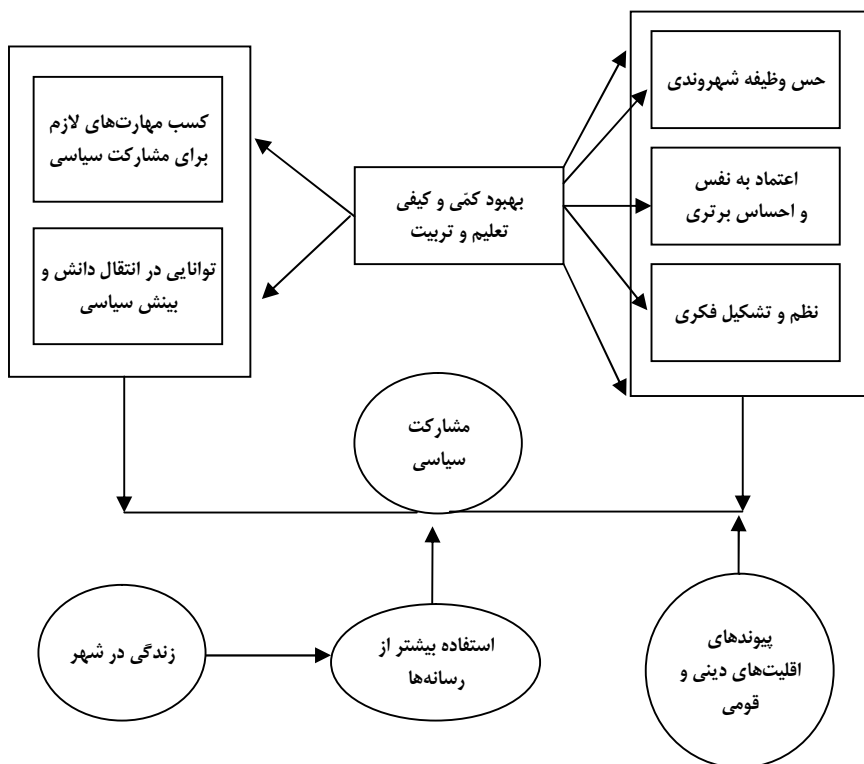 حس وظیفه شهروندی
اعتماد به نفس
و احساس برتری
نظم و تشکیل فکری
بهبود کمّی و کیفی
تعلیم و تربیت
کسب مهارت‌های لازم
برای مشارکت سیاسی
توانایی در انتقال دانش و
بینش سیاسی
مشارکت
سیاسی
پیوندهای
اقلیت‌های دینی و
قومی
استفاده بیشتر از
رسانه‌ها
زندگی در شهر